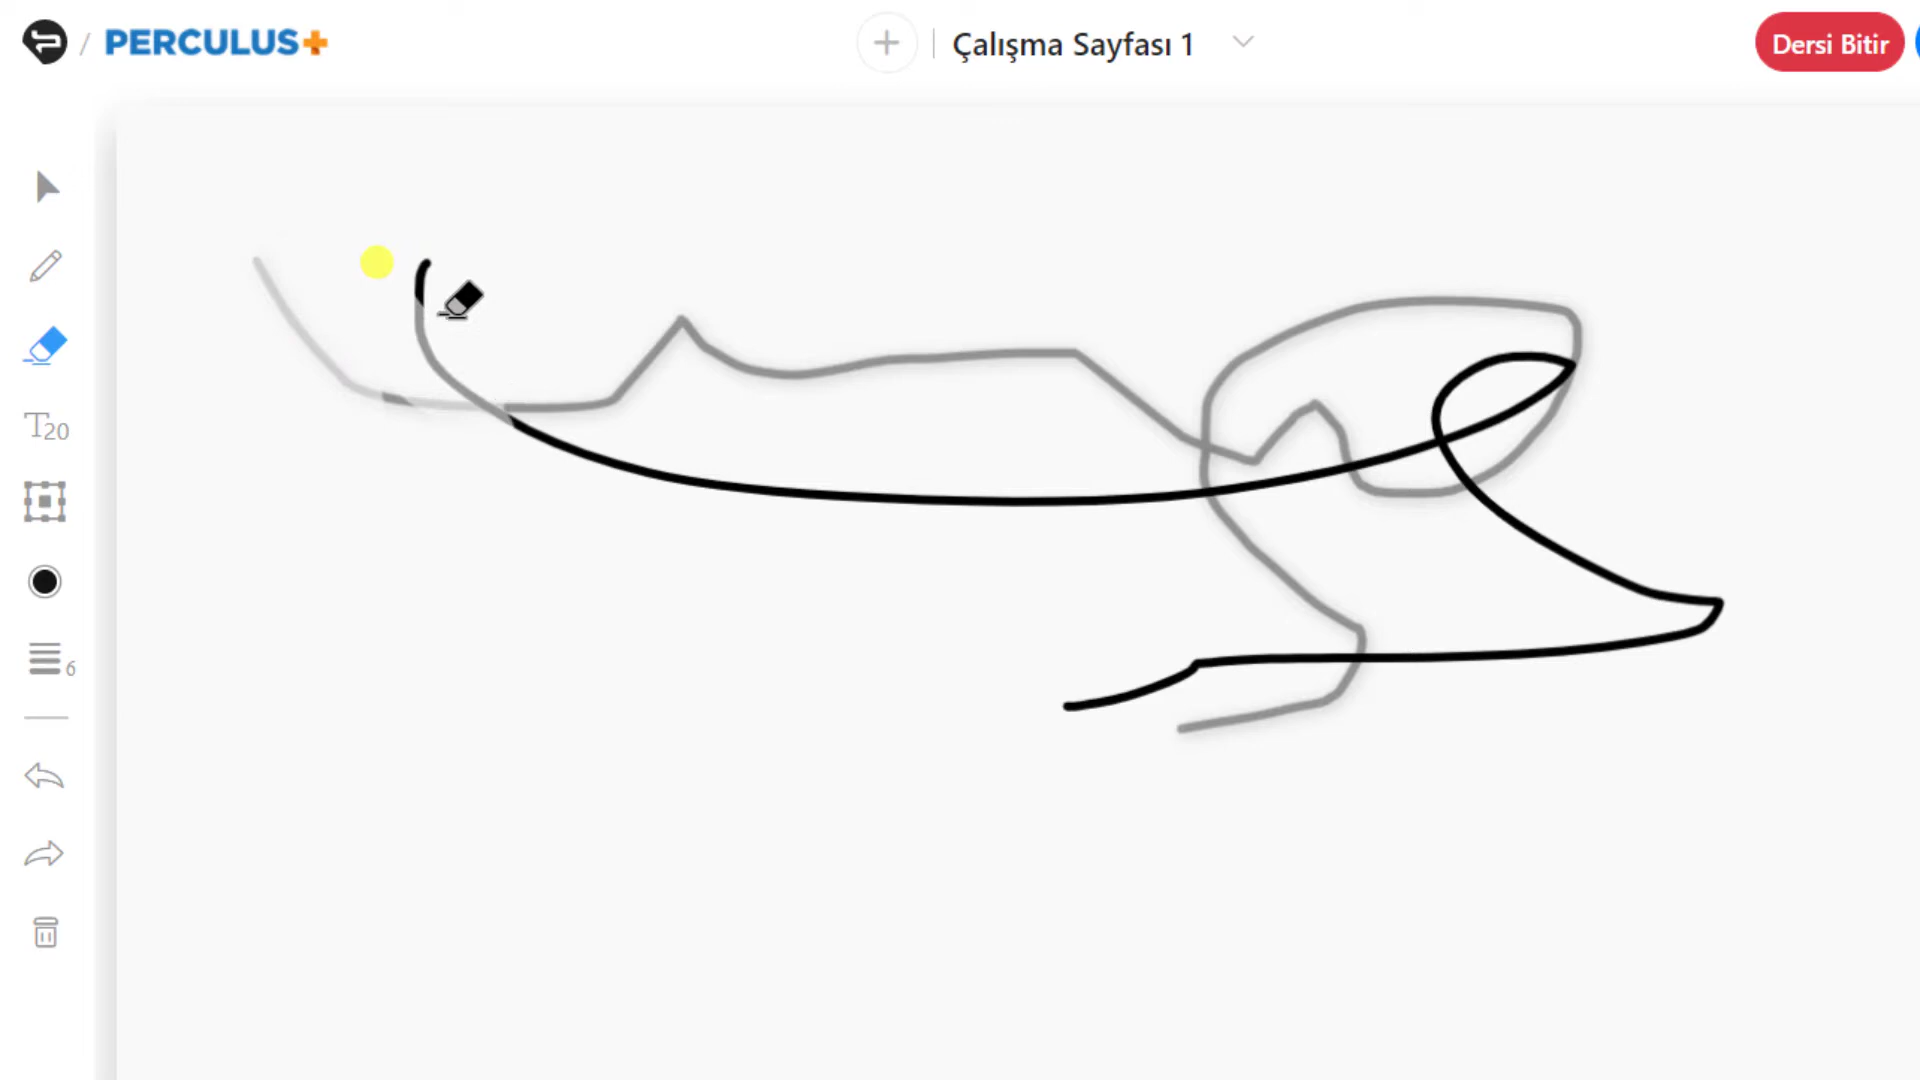 / PERCULUS+
Çalışma Sayfası 1
Dersi Bitir
T20
6